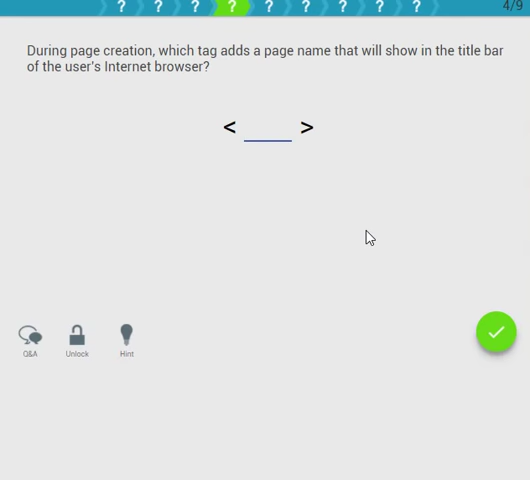 ? ? ? ? ? ? ? ? ? 4/9
During page creation, which tag adds a page name that will show in the title bar
of the user's Internet browser?
< ____ >
Q&A Unlock Hint